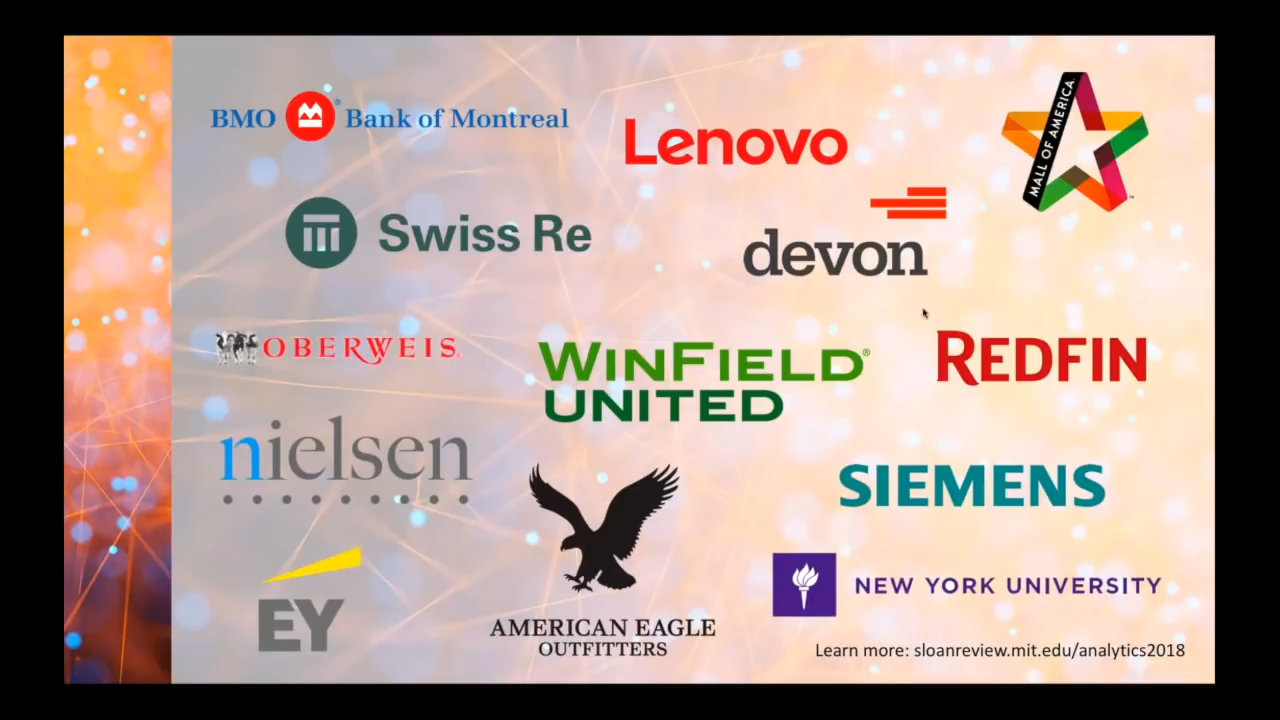 BMO Bank of Montreal
Lenovo
MALL OF AMERICA
Swiss Re
devon
OBERWEIS
WINFIELD®
UNITED
REDFIN
nielsen
SIEMENS
EY
AMERICAN EAGLE
OUTFITTERS
NEW YORK UNIVERSITY
Learn more: sloanreview.mit.edu/analytics2018